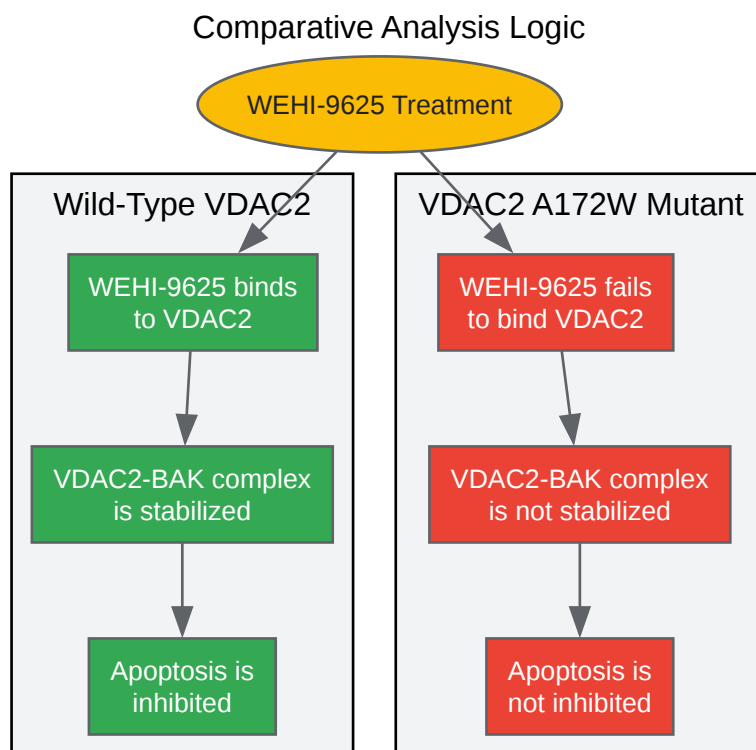 Comparative Analysis Logic
WEHI-9625 Treatment
Wild-Type VDAC2
WEHI-9625 binds
to VDAC2
VDAC2-BAK complex
is stabilized
Apoptosis is
inhibited
VDAC2 A172W Mutant
WEHI-9625 fails
to bind VDAC2
VDAC2-BAK complex
is not stabilized
Apoptosis is
not inhibited